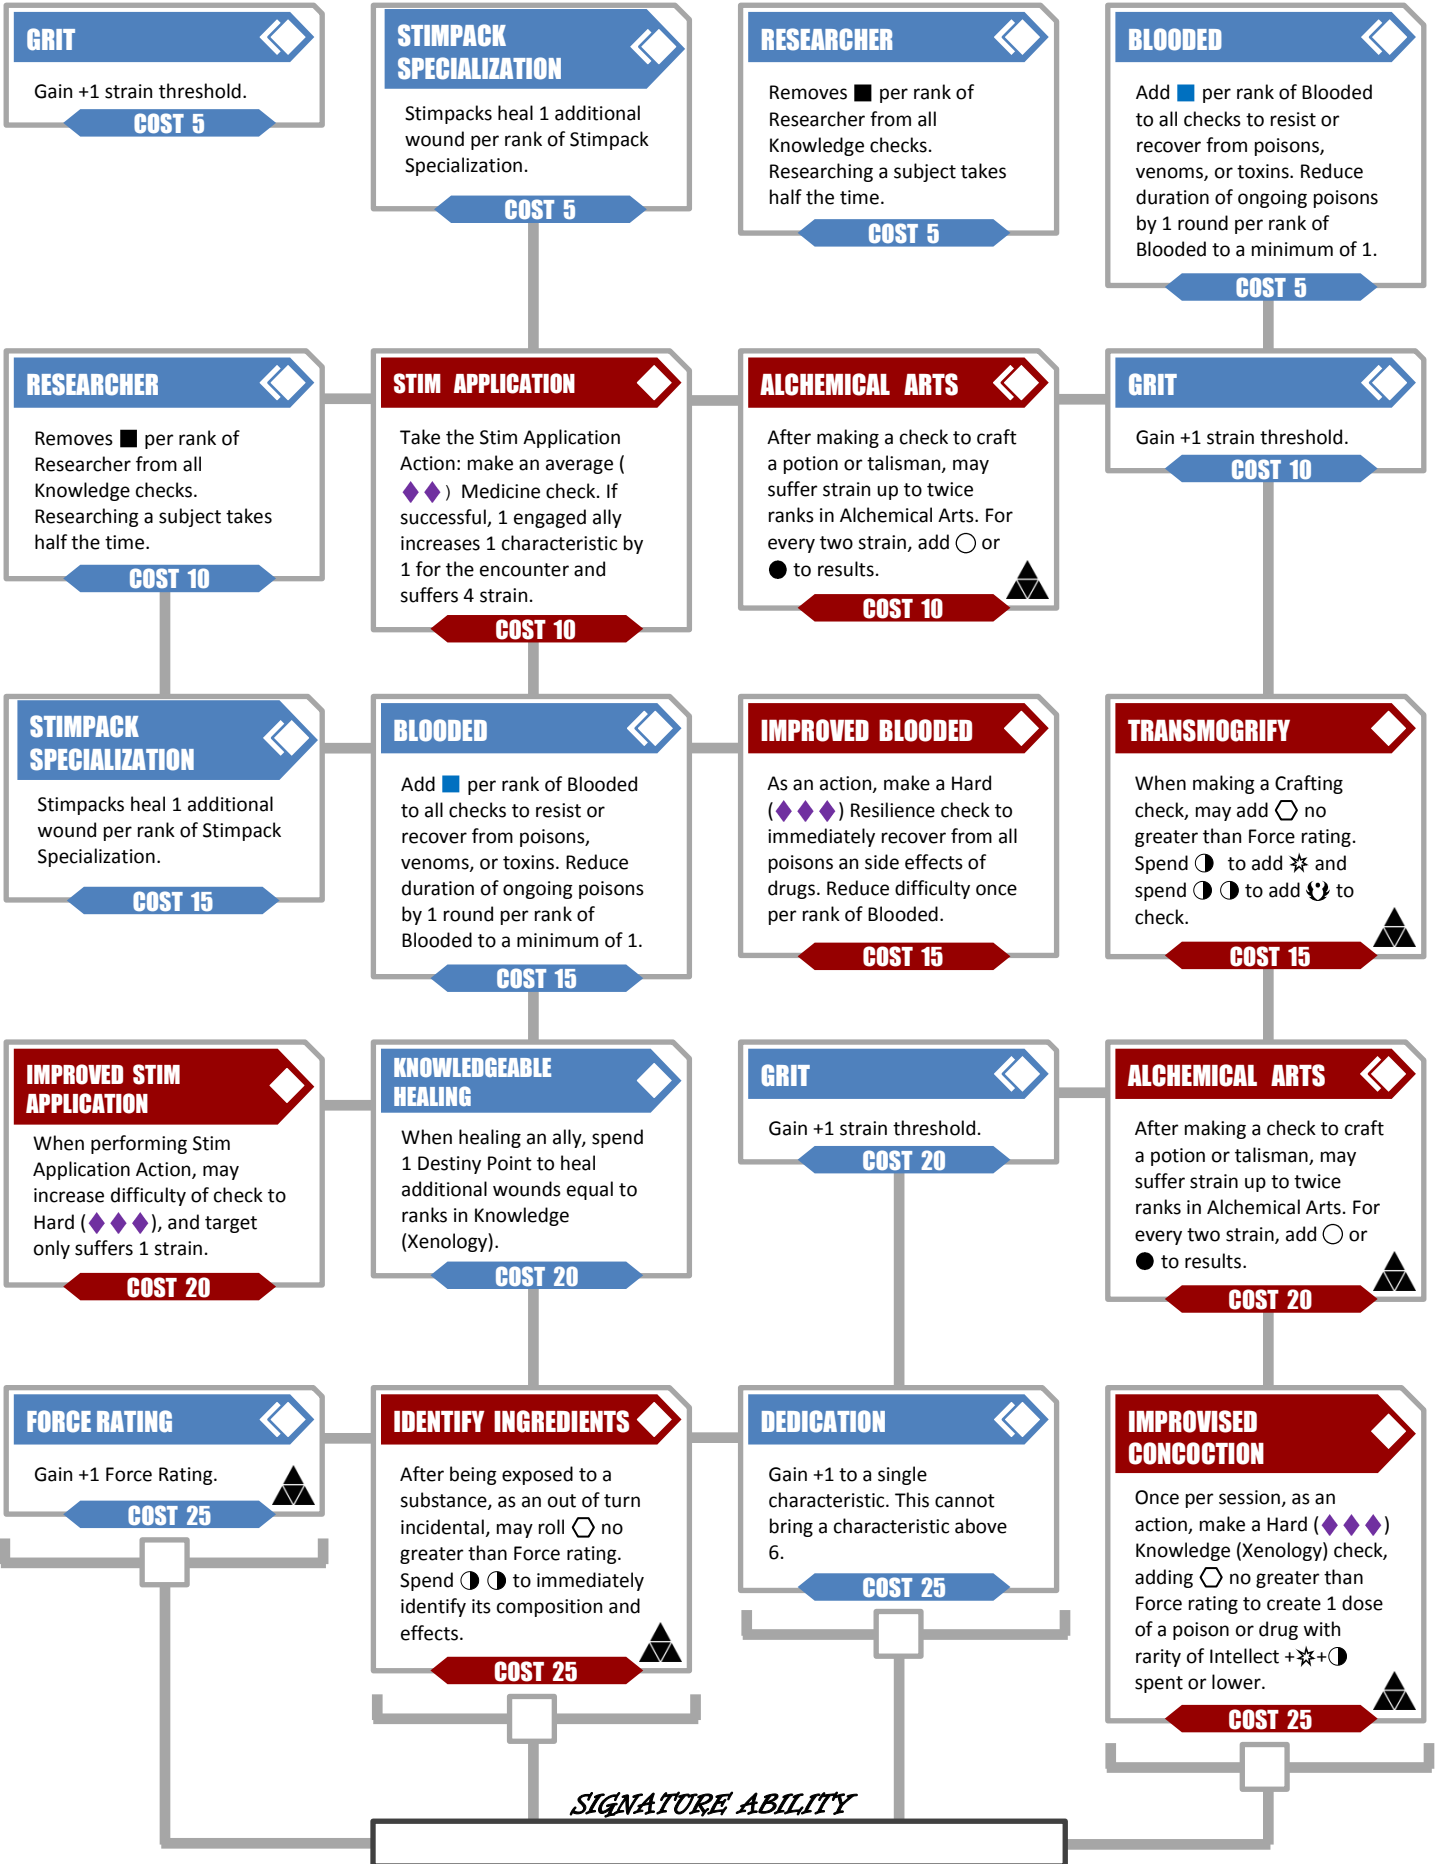 GRIT
Gain +1 strain threshold.
COST 5
STIMPACK
SPECIALIZATION
Stimpacks heal 1 additional
wound per rank of Stimpack
Specialization.
COST 5
RESEARCHER
Removes ■ per rank of
Researcher from all
Knowledge checks.
Researching a subject takes
half the time.
COST 5
BLOODED
Add ■ per rank of Blooded
to all checks to resist or
recover from poisons,
venoms, or toxins. Reduce
duration of ongoing poisons
by 1 round per rank of
Blooded to a minimum of 1.
COST 5
RESEARCHER
Removes ■ per rank of
Researcher from all
Knowledge checks.
Researching a subject takes
half the time.
COST 10
STIM APPLICATION
Take the Stim Application
Action: make an average (
◆◆) Medicine check. If
successful, 1 engaged ally
increases 1 characteristic by
1 for the encounter and
suffers 4 strain.
COST 10
ALCHEMICAL ARTS
After making a check to craft
a potion or talisman, may
suffer strain up to twice
ranks in Alchemical Arts. For
every two strain, add ○ or
● to results.
COST 10
GRIT
Gain +1 strain threshold.
COST 10
STIMPACK
SPECIALIZATION
Stimpacks heal 1 additional
wound per rank of Stimpack
Specialization.
COST 15
BLOODED
Add ■ per rank of Blooded
to all checks to resist or
recover from poisons,
venoms, or toxins. Reduce
duration of ongoing poisons
by 1 round per rank of
Blooded to a minimum of 1.
COST 15
IMPROVED BLOODED
As an action, make a Hard
(◆◆◆) Resilience check to
immediately recover from all
poisons an side effects of
drugs. Reduce difficulty once
per rank of Blooded.
COST 15
TRANSMOGRIFY
When making a Crafting
check, may add ⬡ no
greater than Force rating.
Spend ◑ to add and
spend ◑ ◑ to add to
check.
COST 15
IMPROVED STIM
APPLICATION
When performing Stim
Application Action, may
increase difficulty of check to
Hard (◆◆◆), and target
only suffers 1 strain.
COST 20
KNOWLEDGEABLE
HEALING
When healing an ally, spend
1 Destiny Point to heal
additional wounds equal to
ranks in Knowledge
(Xenology).
COST 20
GRIT
Gain +1 strain threshold.
COST 20
ALCHEMICAL ARTS
After making a check to craft
a potion or talisman, may
suffer strain up to twice
ranks in Alchemical Arts. For
every two strain, add ○ or
● to results.
COST 20
FORCE RATING
Gain +1 Force Rating.
COST 25
IDENTIFY INGREDIENTS
After being exposed to a
substance, as an out of turn
incidental, may roll ⬡ no
greater than Force rating.
Spend ◑ ◑ to immediately
identify its composition and
effects.
COST 25
DEDICATION
Gain +1 to a single
characteristic. This cannot
bring a characteristic above
6.
COST 25
IMPROVISED
CONCOCTION
Once per session, as an
action, make a Hard (◆◆◆)
Knowledge (Xenology) check,
adding ⬡ no greater than
Force rating to create 1 dose
of a poison or drug with
rarity of Intellect + + ◑
spent or lower.
COST 25
SIGNATURE ABILITY